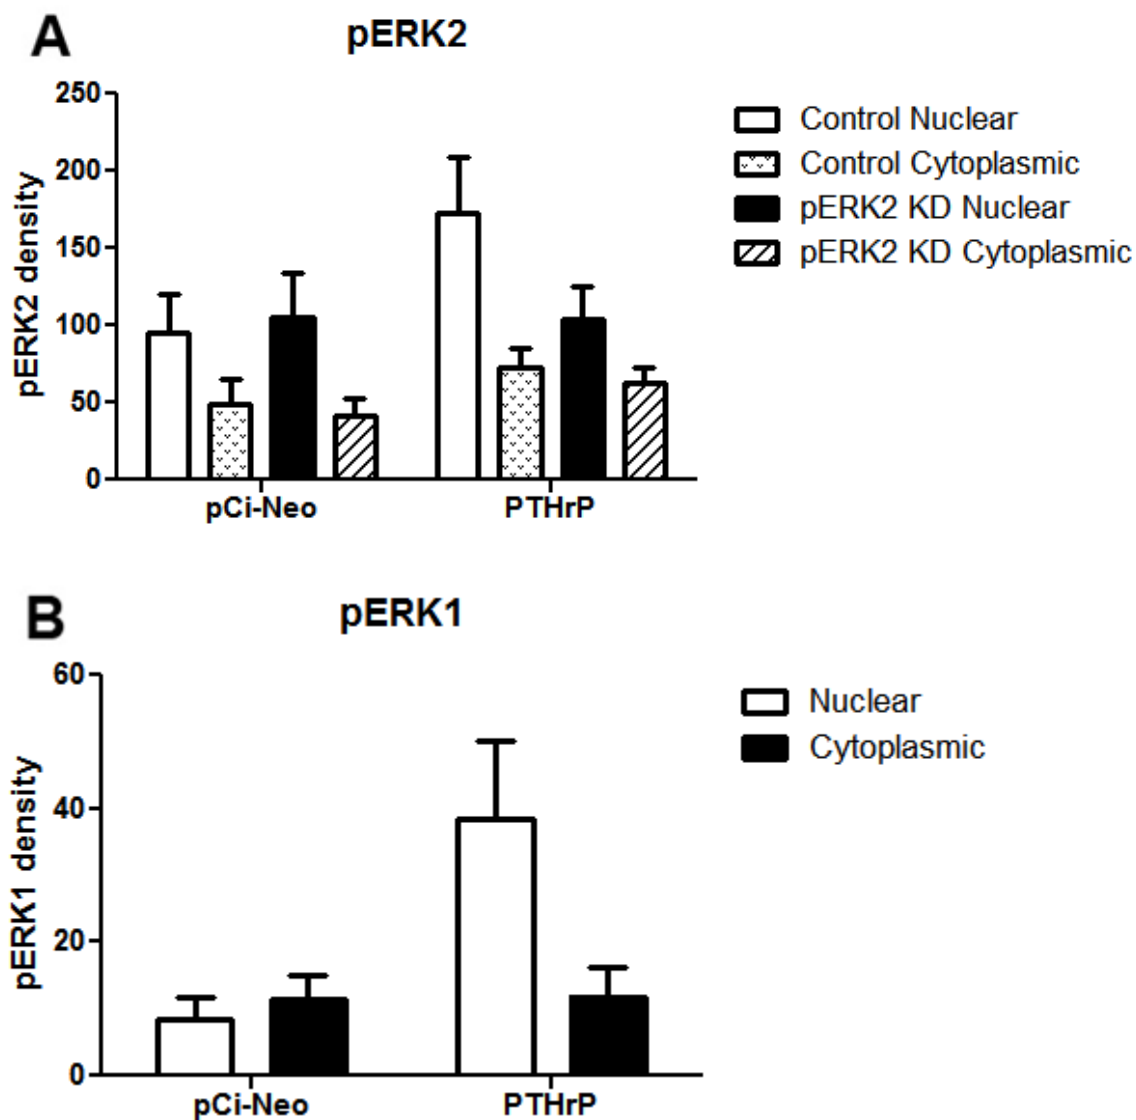 A
pERK2
250
200
150
100
50
0
pERK2 density
pCi-Neo
PTHrP
Control Nuclear
Control Cytoplasmic
pERK2 KD Nuclear
pERK2 KD Cytoplasmic
B
pERK1
60
40
20
0
pERK1 density
pCi-Neo
PTHrP
Nuclear
Cytoplasmic